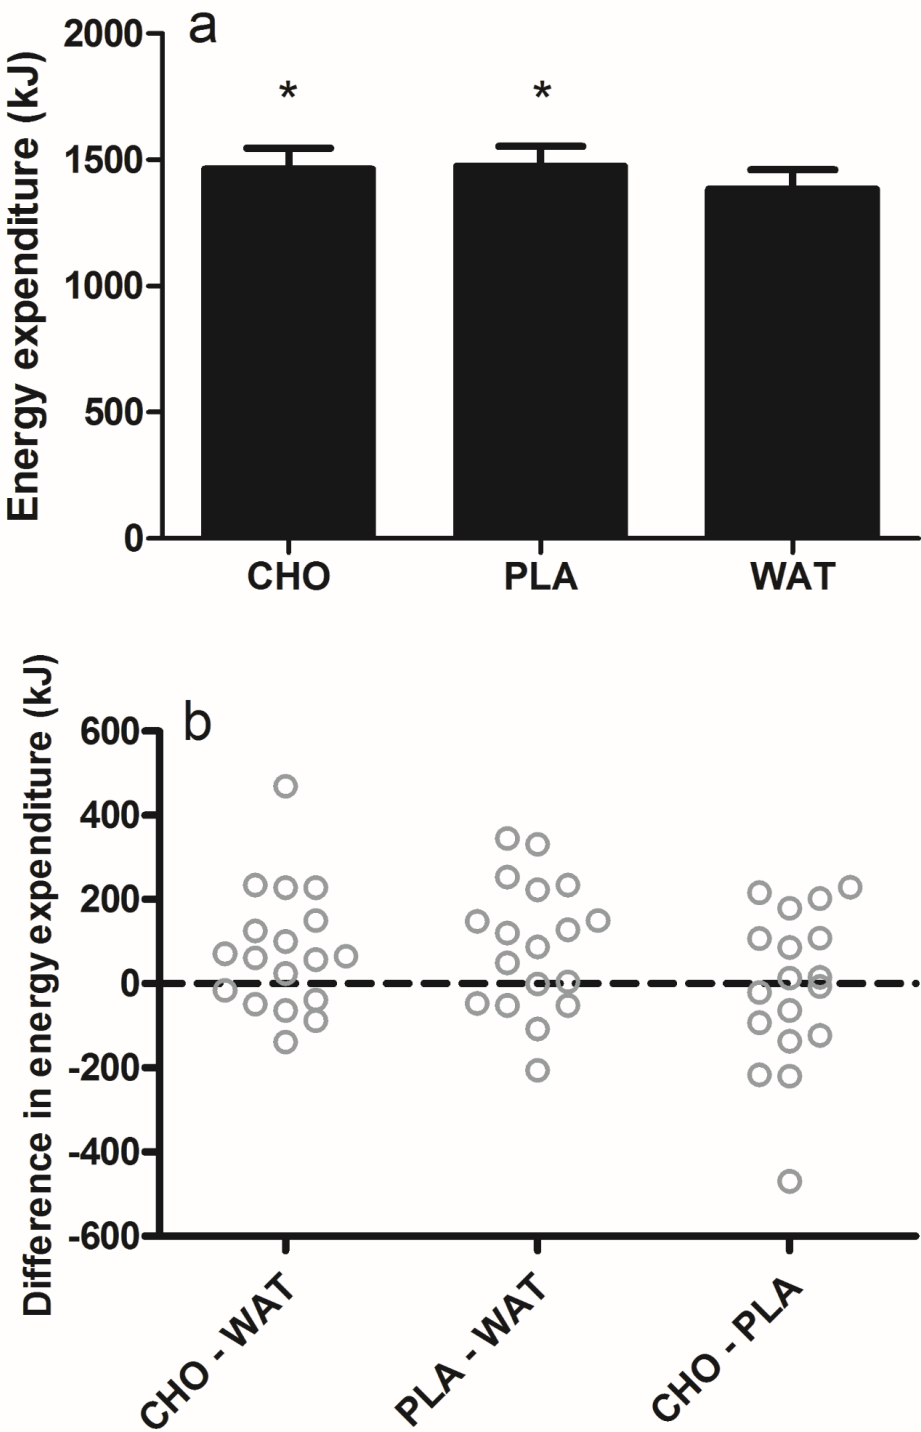 a
Energy expenditure (kJ)
2000
1500
1000
500
0
* *
CHO PLA WAT
b
Difference in energy expenditure (kJ)
600
400
200
0
-200
-400
-600
CHO - WAT
PLA - WAT
CHO - PLA